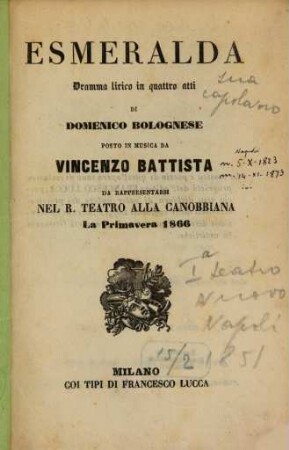 ESMERALDA
Dramma lirico in quattro atti
sua
capolavoro
DI
DOMENICO BOLOGNESE
POSTO IN MUSICA DA
VINCENZO BATTISTA
Napoli
n. 5-X-1823
m. 14-XI-1873
DA RAPPRESENTARSI
NEL R. TEATRO ALLA CANOBBIANA
La Primavera 1866
Ia teatro
nuovo
Napoli
15/2 1851
MILANO
COI TIPI DI FRANCESCO LUCCA